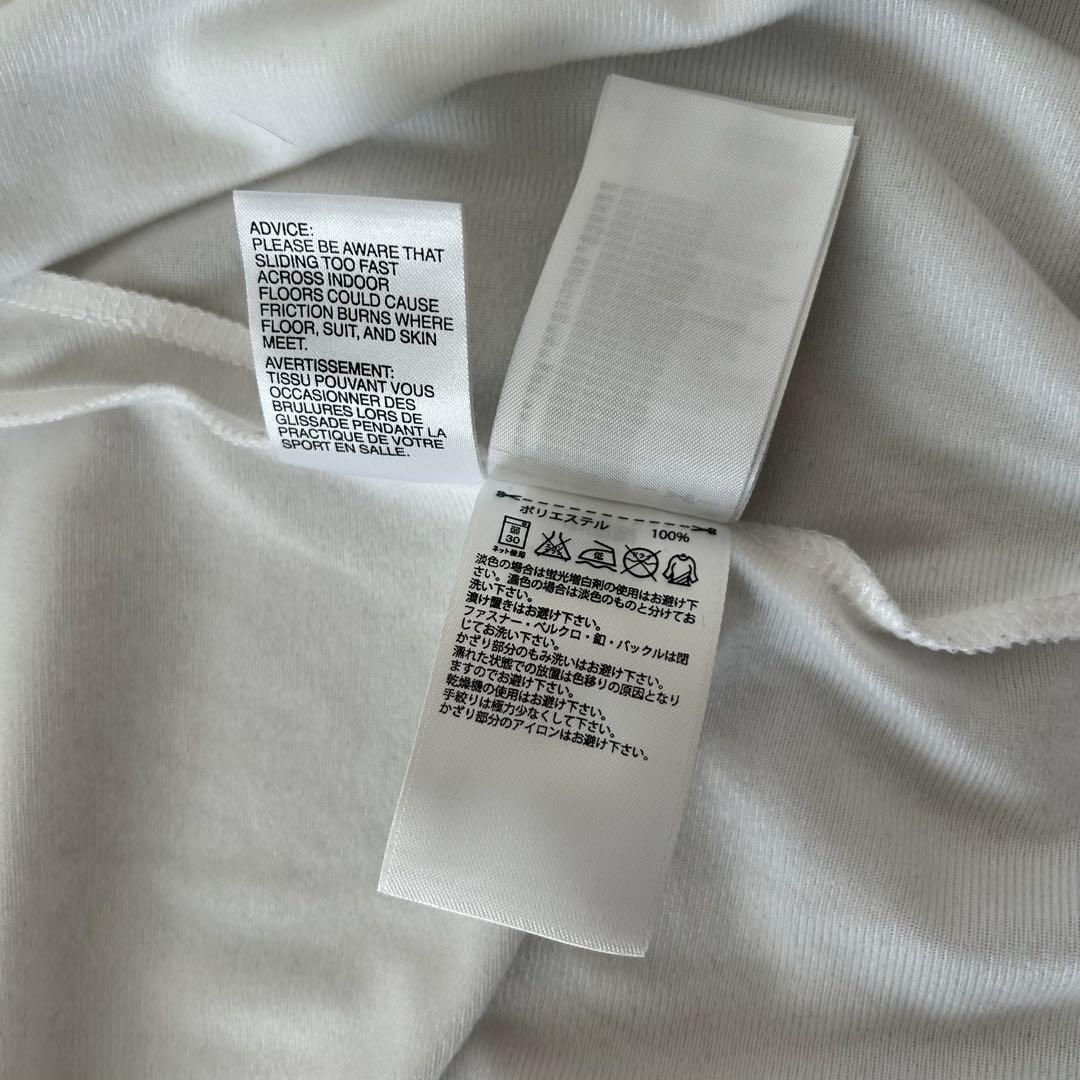 ADVICE:
PLEASE BE AWARE THAT
SLIDING TOO FAST
ACROSS INDOOR
FLOORS COULD CAUSE
FRICTION BURNS WHERE
FLOOR, SUIT, AND SKIN
MEET.
AVERTISSEMENT:
TISSU POUVANT VOUS
OCCASIONNER DES
BRULURES LORS DE
GLISSADE PENDANT LA
PRACTIQUE DE VOTRE
SPORT EN SALLE.
ポリエステル 100%
弱
30
ネット使用
低
淡色の場合は蛍光増白剤の使用はお避け下
さい。濃色の場合は淡色のものと分けてお
洗い下さい。
漬け置きはお避け下さい。
ファスナー・ベルクロ・釦・バックルは閉
じてお洗い下さい。
かざり部分のもみ洗いはお避け下さい。
濡れた状態での放置は色移りの原因となり
ますのでお避け下さい。
乾燥機の使用はお避け下さい。
手絞りは極力少なくして下さい。
かざり部分のアイロンはお避け下さい。